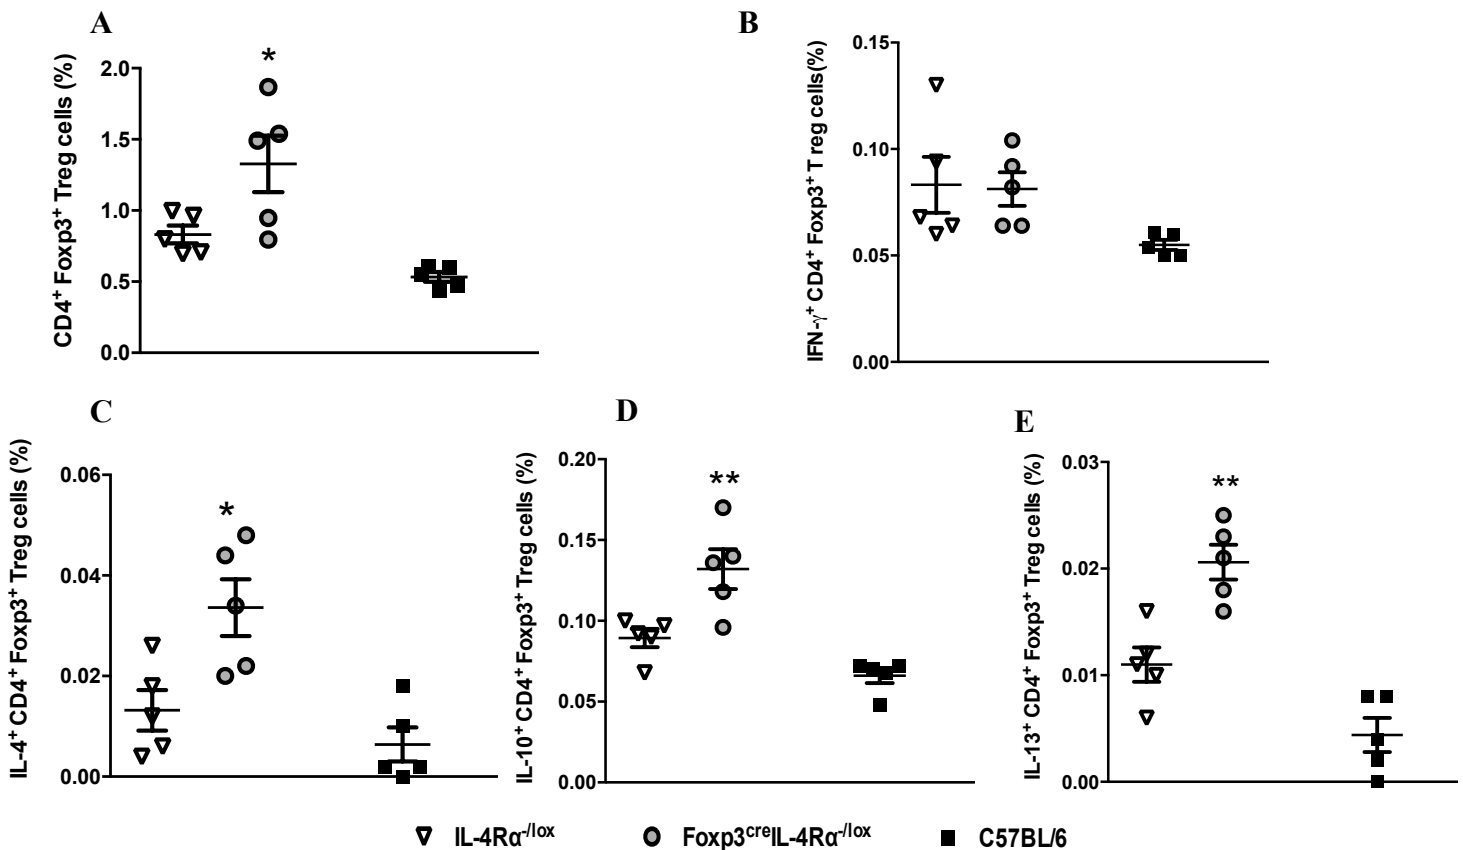 A
CD4⁺ Foxp3⁺ Treg cells (%)
2.0
1.5
1.0
0.5
0.0
*
B
IFN-γ⁺ CD4⁺ Foxp3⁺ T reg cells(%)
0.15
0.10
0.05
0.00
C
IL-4⁺ CD4⁺ Foxp3⁺ Treg cells (%)
0.06
0.04
0.02
0.00
*
D
IL-10⁺ CD4⁺ Foxp3⁺ Treg cells (%)
0.20
0.15
0.10
0.05
0.00
**
E
IL-13⁺ CD4⁺ Foxp3⁺ Treg cells (%)
0.03
0.02
0.01
0.00
**
IL-4Rα⁻/ˡᵒˣ Foxp3ᶜʳᵉIL-4Rα⁻/ˡᵒˣ C57BL/6